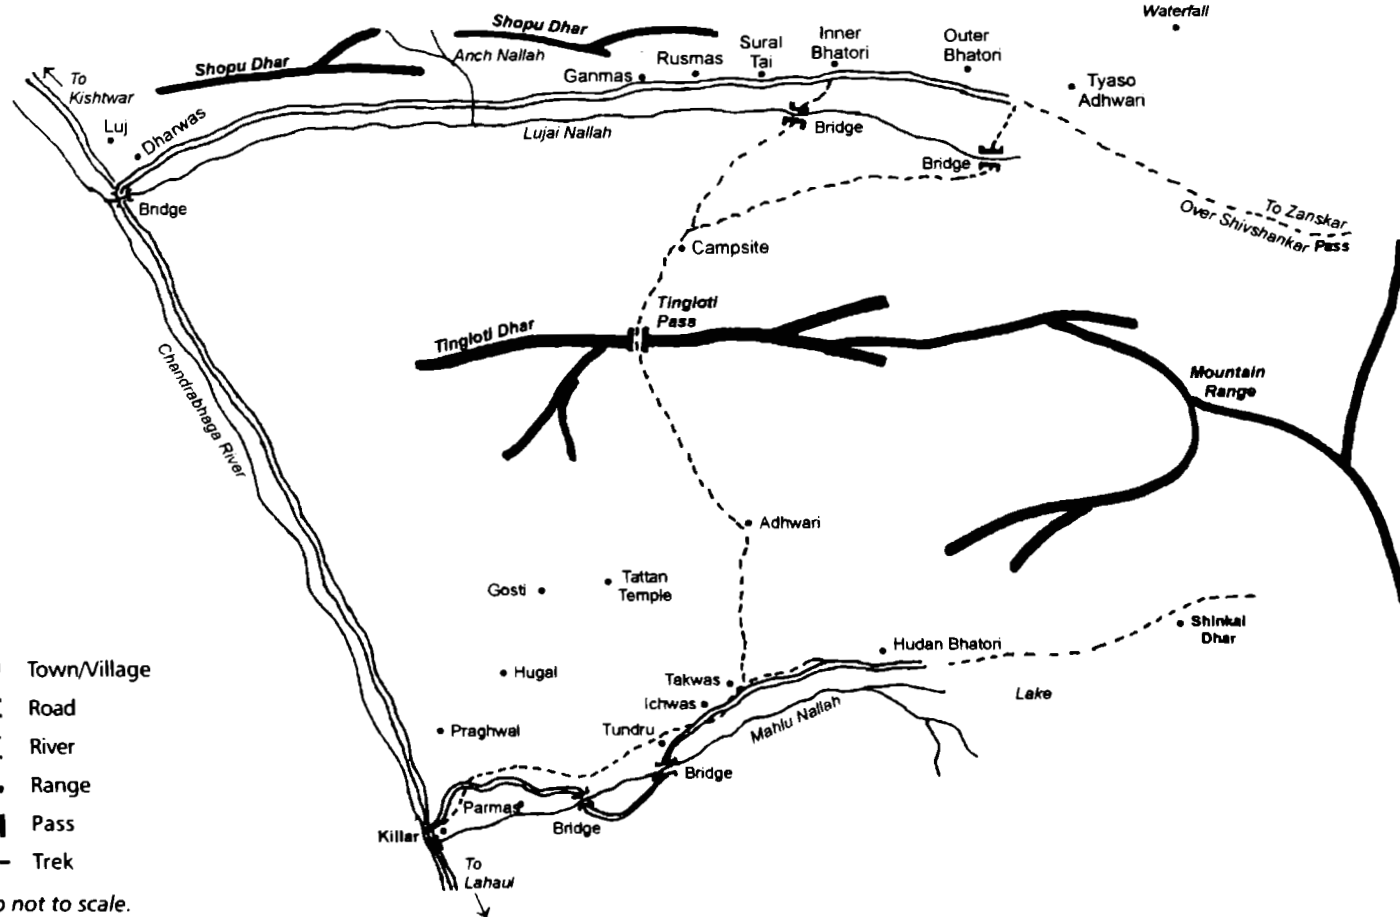 Waterfall
Shopu Dhar
Inner
Bhatori
Outer
Bhatori
Sural
Tai
Anch Nallah
Rusmas
Shopu Dhar
Ganmas
To
Kishtwar
Tyaso
Adhwari
Luj
Dharwas
Lujai Nallah
Bridge
Bridge
Bridge
To Zanskar
Over Shivshankar Pass
Campsite
Tingloti
Pass
Tingloti Dhar
Chandrabhaga River
Mountain
Range
Adhwari
Gosti
Tattan
Temple
Shinkal
Dhar
Hudan Bhatori
Hugal
Takwas
Ichwas
Lake
Mahlu Nallah
Tundru
Praghwal
Bridge
Parmas
Killar
Bridge
To
Lahaul
Town/Village
Road
River
Range
Pass
Trek
not to scale.